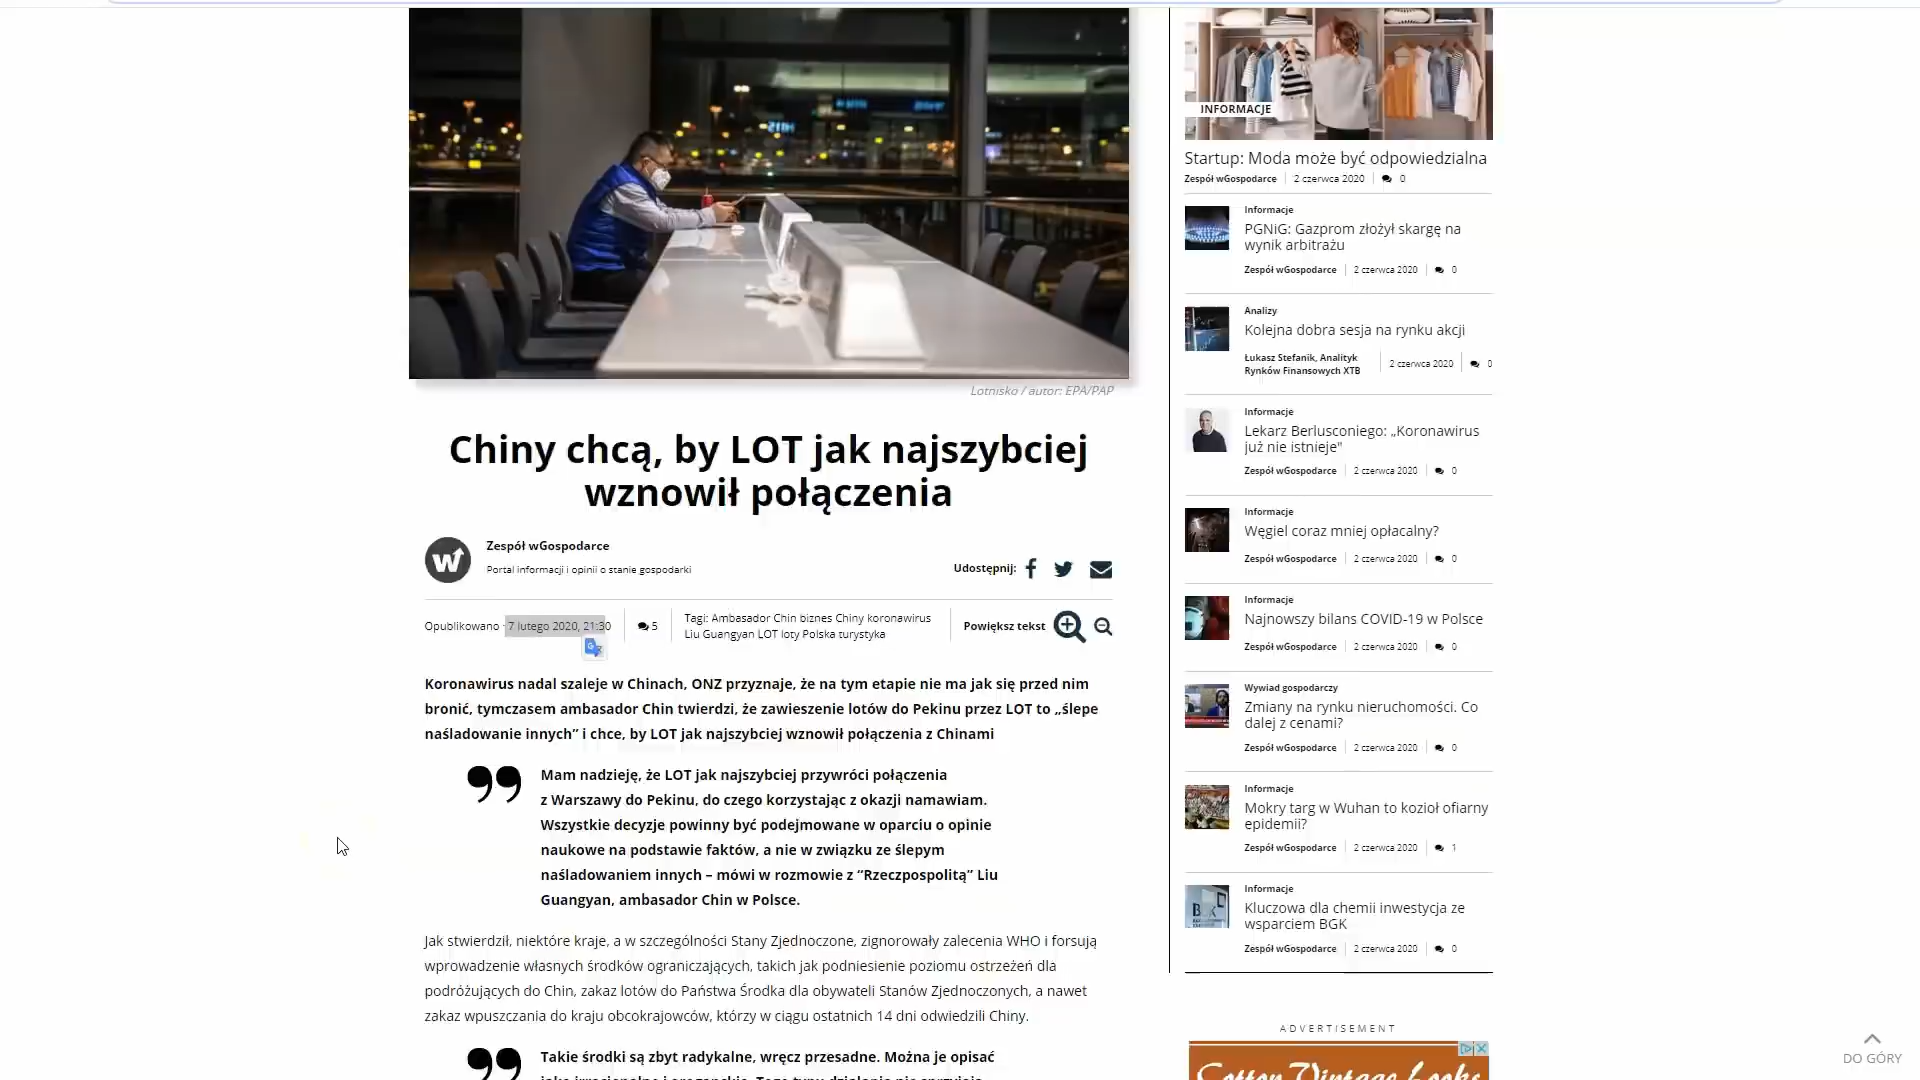 Lotnisko / autor: EPA/PAP
Chiny chcą, by LOT jak najszybciej
wznowił połączenia
Zespół wGospodarce
Portal informacji i opinii o stanie gospodarki
Udostępnij:
Opublikowano · 7 lutego 2020, 21:30
5
Tagi: Ambasador Chin biznes Chiny koronawirus
Liu Guangyan LOT loty Polska turystyka
Powiększ tekst
Koronawirus nadal szaleje w Chinach, ONZ przyznaje, że na tym etapie nie ma jak się przed nim
bronić, tymczasem ambasador Chin twierdzi, że zawieszenie lotów do Pekinu przez LOT to „ślepe
naśladowanie innych” i chce, by LOT jak najszybciej wznowił połączenia z Chinami
Mam nadzieję, że LOT jak najszybciej przywróci połączenia
z Warszawy do Pekinu, do czego korzystając z okazji namawiam.
Wszystkie decyzje powinny być podejmowane w oparciu o opinie
naukowe na podstawie faktów, a nie w związku ze ślepym
naśladowaniem innych – mówi w rozmowie z “Rzeczpospolitą” Liu
Guangyan, ambasador Chin w Polsce.
Jak stwierdził, niektóre kraje, a w szczególności Stany Zjednoczone, zignorowały zalecenia WHO i forsują
wprowadzenie własnych środków ograniczających, takich jak podniesienie poziomu ostrzeżeń dla
podróżujących do Chin, zakaz lotów do Państwa Środka dla obywateli Stanów Zjednoczonych, a nawet
zakaz wpuszczania do kraju obcokrajowców, którzy w ciągu ostatnich 14 dni odwiedzili Chiny.
Takie środki są zbyt radykalne, wręcz przesadne. Można je opisać
INFORMACJE
Startup: Moda może być odpowiedzialna
Zespół wGospodarce 2 czerwca 2020 0
Informacje
PGNiG: Gazprom złożył skargę na
wynik arbitrażu
Zespół wGospodarce 2 czerwca 2020 0
Analizy
Kolejna dobra sesja na rynku akcji
Łukasz Stefanik, Analityk
Rynków Finansowych XTB 2 czerwca 2020 0
Informacje
Lekarz Berlusconiego: „Koronawirus
już nie istnieje"
Zespół wGospodarce 2 czerwca 2020 0
Informacje
Węgiel coraz mniej opłacalny?
Zespół wGospodarce 2 czerwca 2020 0
Informacje
Najnowszy bilans COVID-19 w Polsce
Zespół wGospodarce 2 czerwca 2020 0
Wywiad gospodarczy
Zmiany na rynku nieruchomości. Co
dalej z cenami?
Zespół wGospodarce 2 czerwca 2020 0
Informacje
Mokry targ w Wuhan to kozioł ofiarny
epidemii?
Zespół wGospodarce 2 czerwca 2020 1
Informacje
Kluczowa dla chemii inwestycja ze
wsparciem BGK
Zespół wGospodarce 2 czerwca 2020 0
ADVERTISEMENT
Cotton Vintage Looks
DO GÓRY